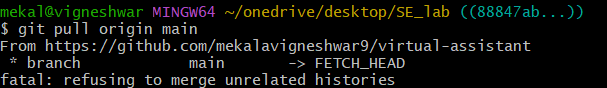 mekal@vigneshwar MINGW64 ~/onedrive/desktop/SE_lab ((88847ab...))
$ git pull origin main
From https://github.com/mekalavigneshwar9/virtual-assistant
 * branch            main       -> FETCH_HEAD
fatal: refusing to merge unrelated histories